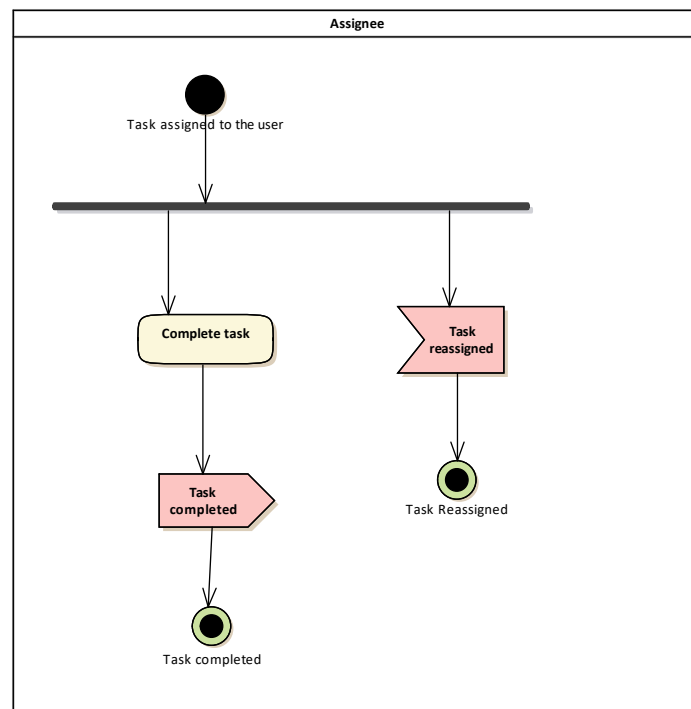 Assignee
Task assigned to the user
Complete task
Task
reassigned
Task
completed
Task Reassigned
Task completed